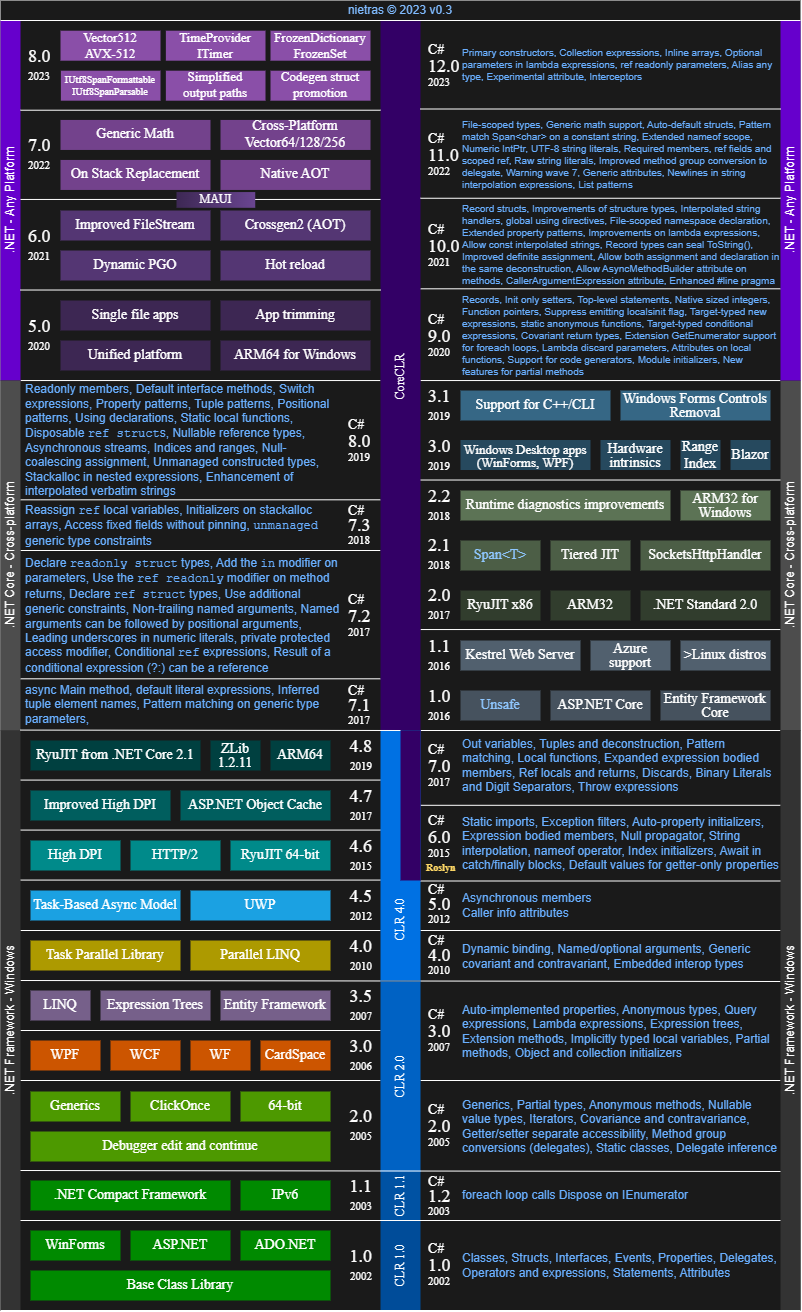 nietras © 2023 v0.3
.NET - Any Platform
8.0
2023
Vector512
AVX-512
TimeProvider
ITimer
FrozenDictionary
FrozenSet
IUtf8SpanFormattable
IUtf8SpanParsable
Simplified
output paths
Codegen struct
promotion
7.0
2022
Generic Math
Cross-Platform
Vector64/128/256
On Stack Replacement
Native AOT
MAUI
6.0
2021
Improved FileStream
Crossgen2 (AOT)
Dynamic PGO
Hot reload
5.0
2020
Single file apps
App trimming
Unified platform
ARM64 for Windows
CoreCLR
C#
12.0
2023
Primary constructors, Collection expressions, Inline arrays, Optional
parameters in lambda expressions, ref readonly parameters, Alias any
type, Experimental attribute, Interceptors
C#
11.0
2022
File-scoped types, Generic math support, Auto-default structs, Pattern
match Span<char> on a constant string, Extended nameof scope,
Numeric IntPtr, UTF-8 string literals, Required members, ref fields and
scoped ref, Raw string literals, Improved method group conversion to
delegate, Warning wave 7, Generic attributes, Newlines in
string interpolation expressions, List patterns
C#
10.0
2021
Record structs, Improvements of structure types, Interpolated string
handlers, global using directives, File-scoped namespace declaration,
Extended property patterns, Improvements on lambda expressions,
Allow const interpolated strings, Record types can seal ToString(),
Improved definite assignment, Allow both assignment and declaration in
the same deconstruction, Allow AsyncMethodBuilder attribute on
methods, CallerArgumentExpression attribute, Enhanced #line pragma
C#
9.0
2020
Records, Init only setters, Top-level statements, Native sized integers,
Function pointers, Suppress emitting localsinit flag, Target-typed new
expressions, static anonymous functions, Target-typed conditional
expressions, Covariant return types, Extension GetEnumerator support
for foreach loops, Lambda discard parameters, Attributes on local
functions, Support for code generators, Module initializers, New
features for partial methods
.NET - Any Platform
.NET Core - Cross-platform
Readonly members, Default interface methods, Switch
expressions, Property patterns, Tuple patterns, Positional
patterns, Using declarations, Static local functions,
Disposable ref structs, Nullable reference types,
Asynchronous streams, Indices and ranges, Null-
coalescing assignment, Unmanaged constructed types,
Stackalloc in nested expressions, Enhancement of
interpolated verbatim strings
C#
8.0
2019
Reassign ref local variables, Initializers on stackalloc
arrays, Access fixed fields without pinning, unmanaged
generic type constraints
C#
7.3
2018
Declare readonly struct types, Add the in modifier on
parameters, Use the ref readonly modifier on method
returns, Declare ref struct types, Use additional
generic constraints, Non-trailing named arguments, Named
arguments can be followed by positional arguments,
Leading underscores in numeric literals, private protected
access modifier, Conditional ref expressions, Result of a
conditional expression (?:) can be a reference
C#
7.2
2017
async Main method, default literal expressions, Inferred
tuple element names, Pattern matching on generic type
parameters,
C#
7.1
2017
3.1
2019
Support for C++/CLI
Windows Forms Controls
Removal
3.0
2019
Windows Desktop apps
(WinForms, WPF)
Hardware
intrinsics
Range
Index
Blazor
2.2
2018
Runtime diagnostics improvements
ARM32 for
Windows
2.1
2018
Span<T>
Tiered JIT
SocketsHttpHandler
2.0
2017
RyuJIT x86
ARM32
.NET Standard 2.0
1.1
2016
Kestrel Web Server
Azure
support
>Linux distros
1.0
2016
Unsafe
ASP.NET Core
Entity Framework
Core
.NET Core - Cross-platform
.NET Framework - Windows
RyuJIT from .NET Core 2.1
ZLib
1.2.11
ARM64
4.8
2019
Improved High DPI
ASP.NET Object Cache
4.7
2017
High DPI
HTTP/2
RyuJIT 64-bit
4.6
2015
Task-Based Async Model
UWP
4.5
2012
Task Parallel Library
Parallel LINQ
4.0
2010
LINQ
Expression Trees
Entity Framework
3.5
2007
WPF
WCF
WF
CardSpace
3.0
2006
Generics
ClickOnce
64-bit
Debugger edit and continue
2.0
2005
.NET Compact Framework
IPv6
1.1
2003
WinForms
ASP.NET
ADO.NET
Base Class Library
1.0
2002
CLR 4.0
CLR 2.0
CLR 1.1
CLR 1.0
C#
7.0
2017
Out variables, Tuples and deconstruction, Pattern
matching, Local functions, Expanded expression bodied
members, Ref locals and returns, Discards, Binary Literals
and Digit Separators, Throw expressions
C#
6.0
2015
Roslyn
Static imports, Exception filters, Auto-property initializers,
Expression bodied members, Null propagator, String
interpolation, nameof operator, Index initializers, Await in
catch/finally blocks, Default values for getter-only properties
C#
5.0
2012
Asynchronous members
Caller info attributes
C#
4.0
2010
Dynamic binding, Named/optional arguments, Generic
covariant and contravariant, Embedded interop types
C#
3.0
2007
Auto-implemented properties, Anonymous types, Query
expressions, Lambda expressions, Expression trees,
Extension methods, Implicitly typed local variables, Partial
methods, Object and collection initializers
C#
2.0
2005
Generics, Partial types, Anonymous methods, Nullable
value types, Iterators, Covariance and contravariance,
Getter/setter separate accessibility, Method group
conversions (delegates), Static classes, Delegate inference
C#
1.2
2003
foreach loop calls Dispose on IEnumerator
C#
1.0
2002
Classes, Structs, Interfaces, Events, Properties, Delegates,
Operators and expressions, Statements, Attributes
.NET Framework - Windows